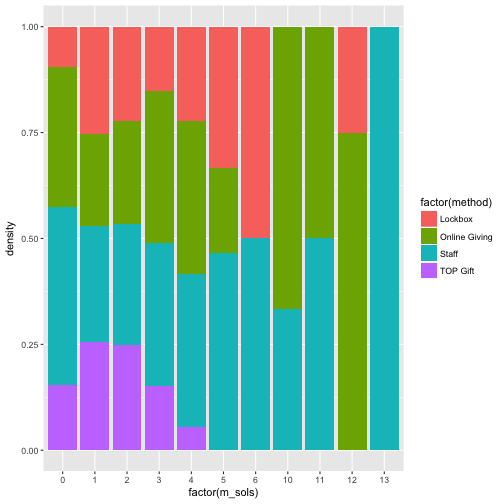 1.00
0.75
0.50
0.25
0.00
density
0 1 2 3 4 5 6 10 11 12 13
factor(m_sols)
factor(method)
Lockbox
Online Giving
Staff
TOP Gift